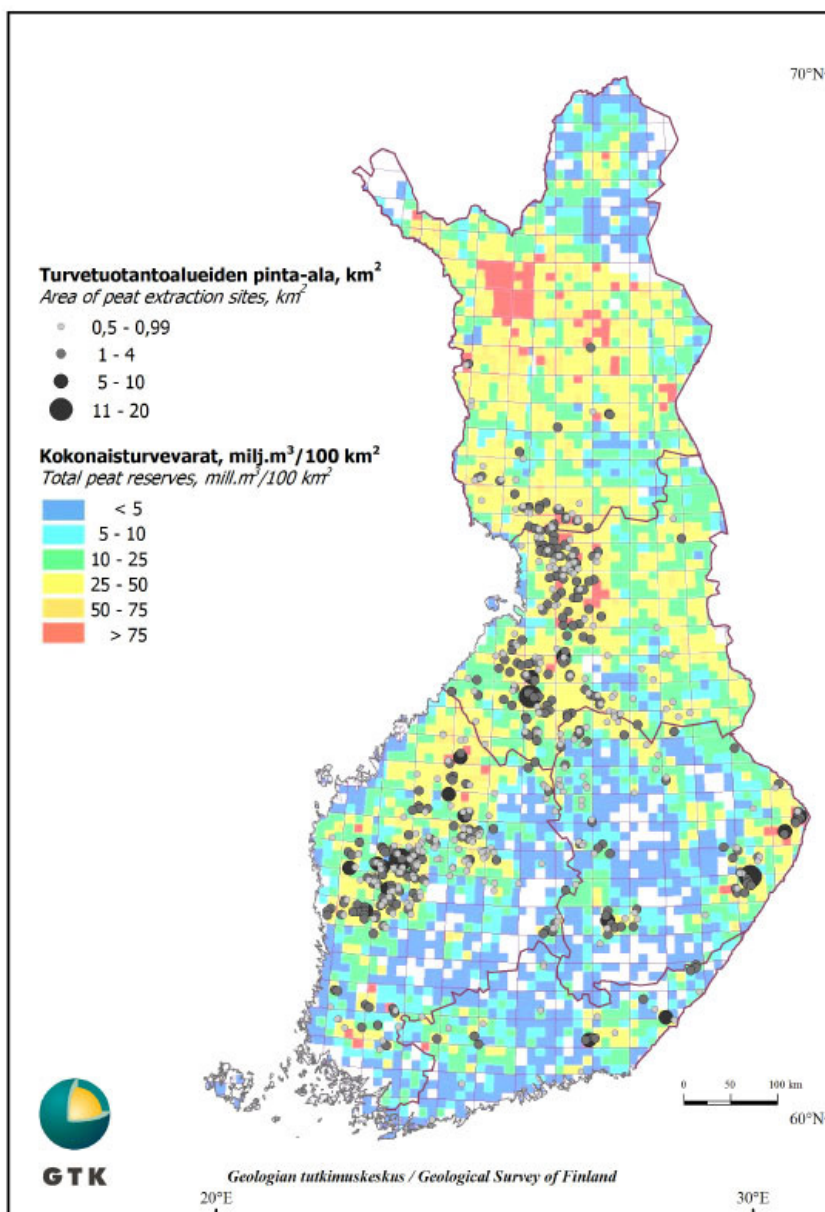 70°N
Turvetuotantoalueiden pinta-ala, km²
Area of peat extraction sites, km²
0,5 - 0,99
1 - 4
5 - 10
11 - 20
Kokonaisturvevarat, milj.m³/100 km²
Total peat reserves, mill.m³/100 km²
< 5
5 - 10
10 - 25
25 - 50
50 - 75
> 75
0 50 100 km
60°N
GTK
Geologian tutkimuskeskus / Geological Survey of Finland
20°E
30°E